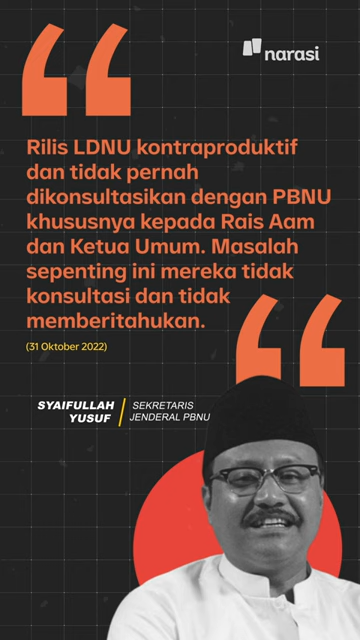 narasi
Rilis LDNU kontraproduktif
dan tidak pernah
dikonsultasikan dengan PBNU
khususnya kepada Rais Aam
dan Ketua Umum. Masalah
sepenting ini mereka tidak
konsultasi dan tidak
memberitahukan.
(31 Oktober 2022)
SYAIFULLAH
YUSUF
SEKRETARIS
JENDERAL PBNU